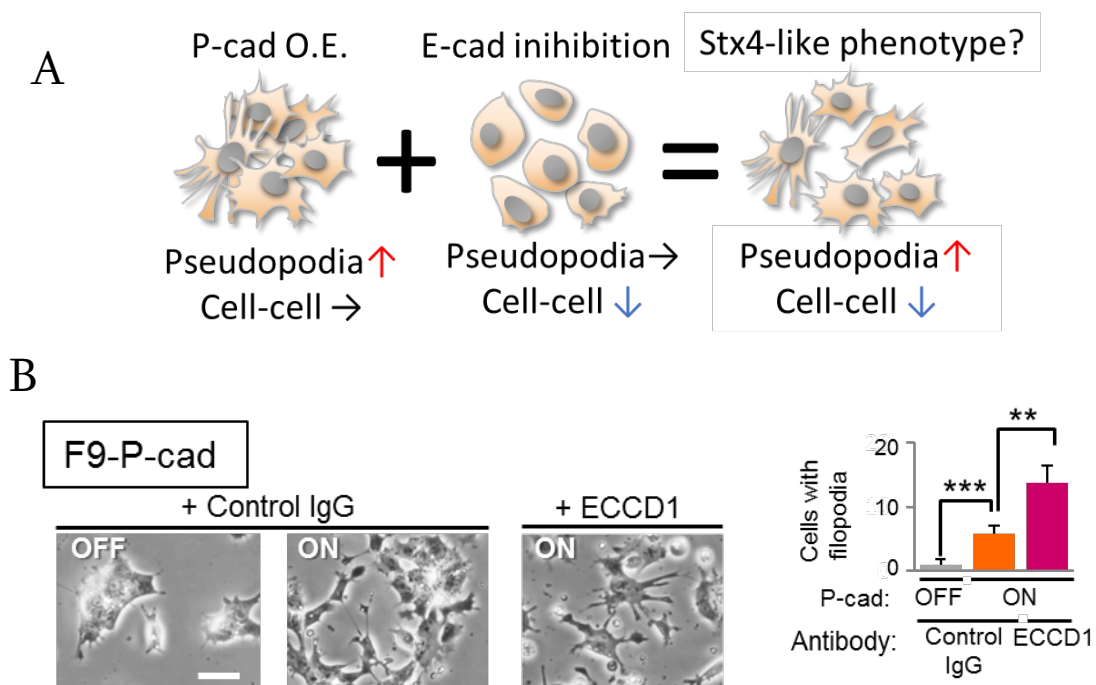 A
P-cad O.E.
E-cad inihibition
Stx4-like phenotype?
Pseudopodia↑
Cell-cell →
Pseudopodia→
Cell-cell ↓
Pseudopodia↑
Cell-cell ↓
B
F9-P-cad
+ Control IgG
+ ECCD1
OFF
ON
ON
Cells with
filopodia
20
10
0
***
**
P-cad:
OFF
ON
Antibody:
Control
IgG
ECCD1